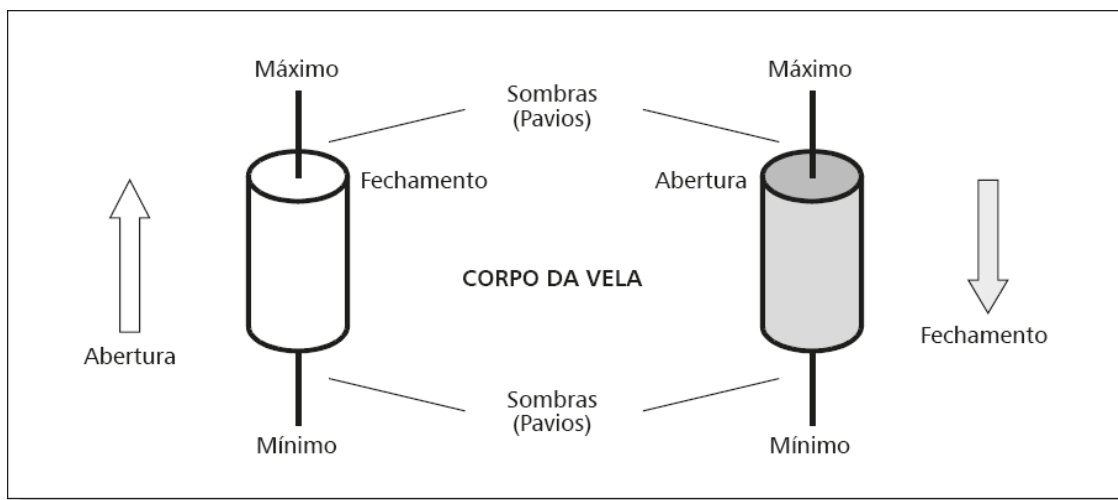 Máximo
Máximo
Sombras
(Pavios)
Fechamento
Abertura
CORPO DA VELA
Abertura
Fechamento
Sombras
(Pavios)
Mínimo
Mínimo